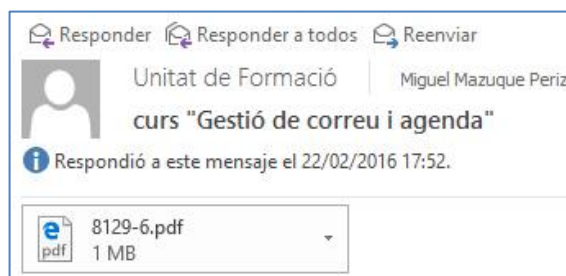 Responder Responder a todos Reenviar
Unitat de Formació Miguel Mazuque Periz
curs "Gestió de correu i agenda"
Respondió a este mensaje el 22/02/2016 17:52.
8129-6.pdf
pdf 1 MB